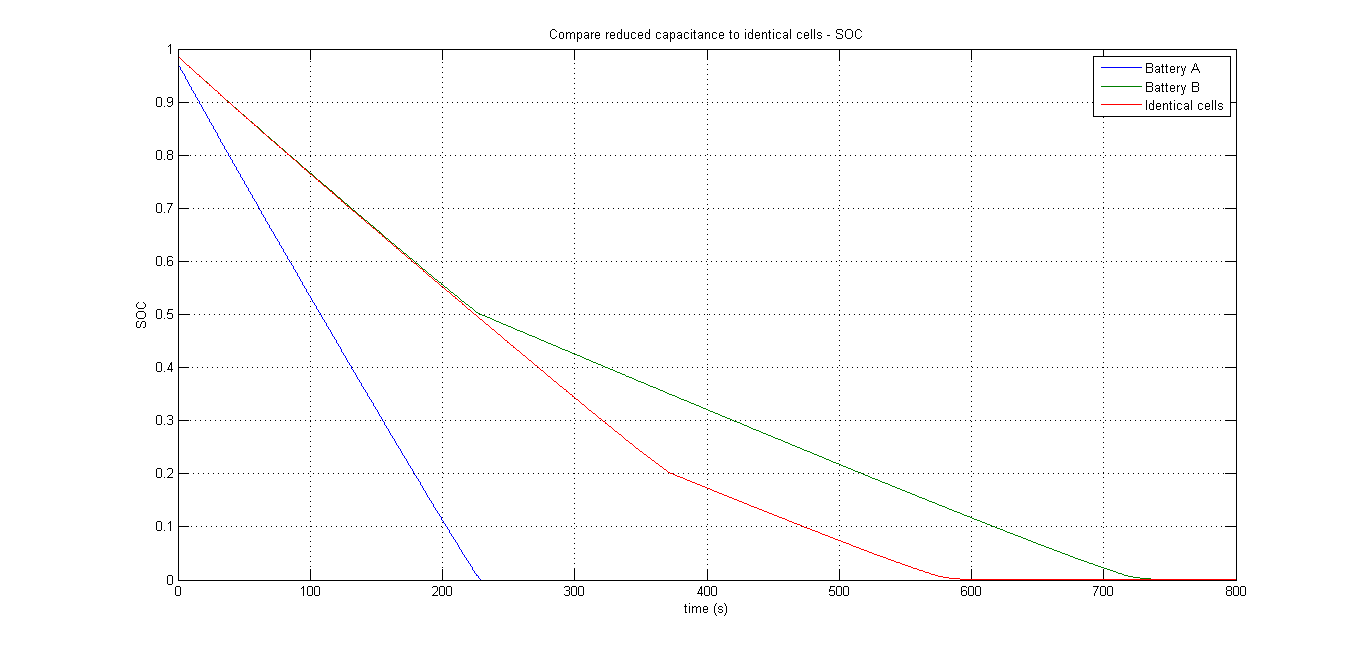 Compare reduced capacitance to identical cells - SOC
Battery A
Battery B
Identical cells
1
0.9
0.8
0.7
0.6
0.5
0.4
0.3
0.2
0.1
0
SOC
0 100 200 300 400 500 600 700 800
time (s)